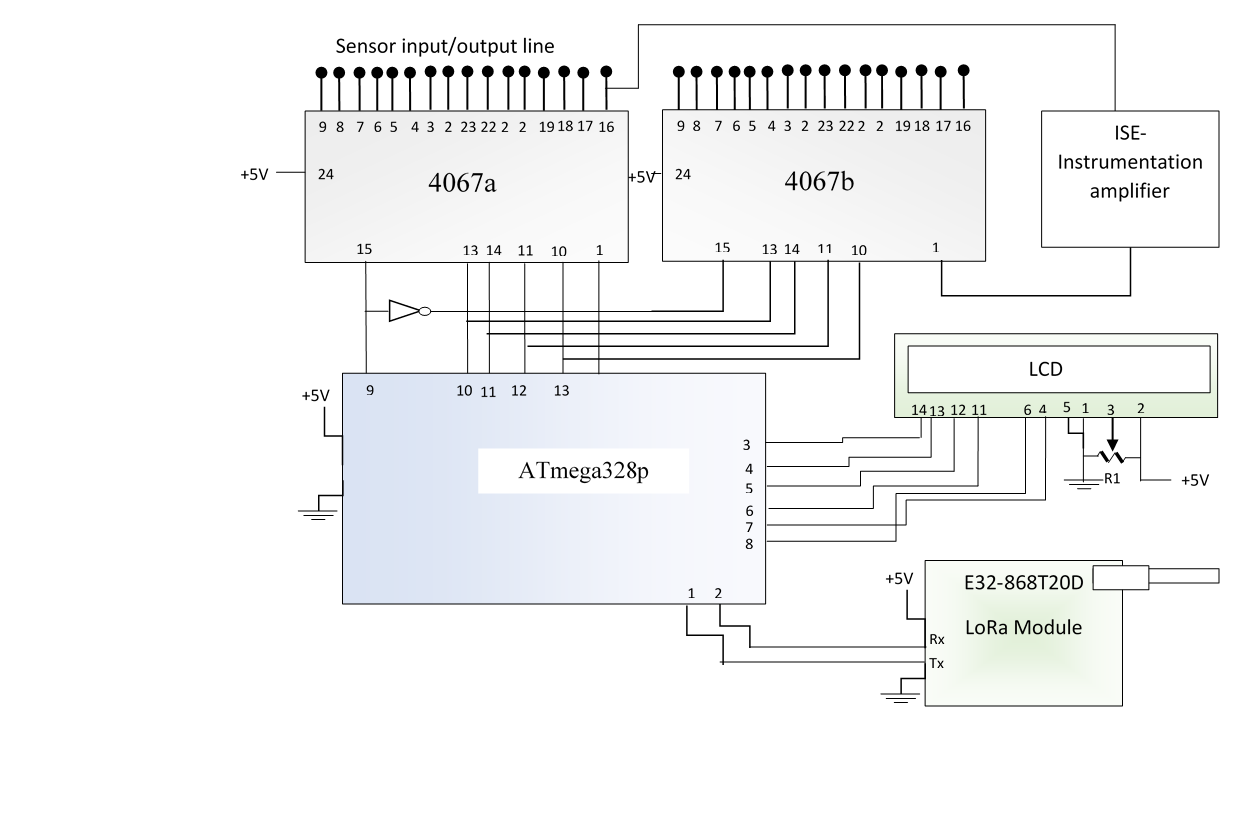 Sensor input/output line
9 8 7 6 5 4 3 2 23 22 2 2 19 18 17 16
9 8 7 6 5 4 3 2 23 22 2 2 19 18 17 16
ISE-
Instrumentation
amplifier
+5V
24
4067a
+5V
24
4067b
15 13 14 11 10 1
15 13 14 11 10 1
LCD
14 13 12 11 6 4 5 1 3 2
R1
+5V
+5V
9 10 11 12 13
ATmega328p
3
4
5
6
7
8
1 2
+5V
E32-868T20D
LoRa Module
Rx
Tx